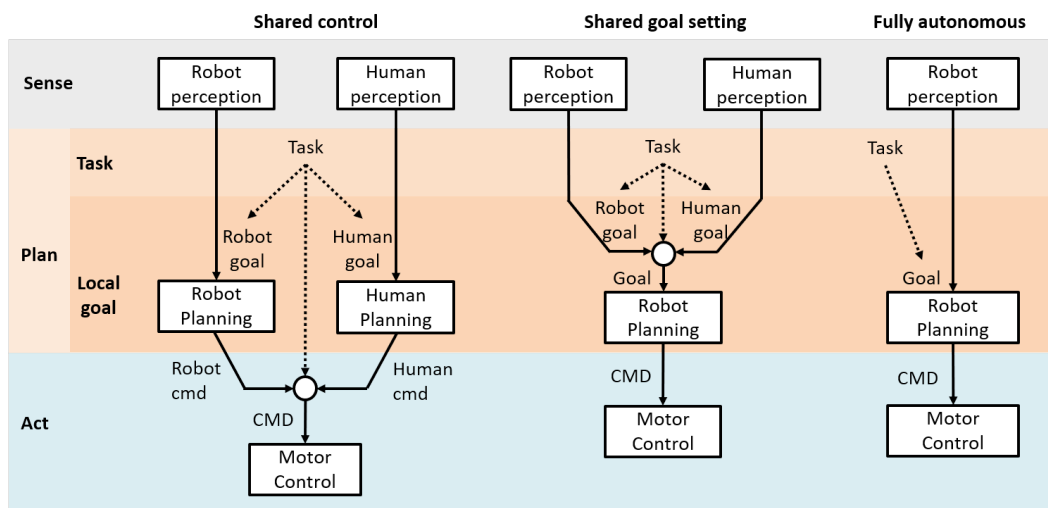 Shared control
Shared goal setting
Fully autonomous
Sense
Robot
perception
Human
perception
Robot
perception
Human
perception
Robot
perception
Plan
Task
Task
Task
Task
Local
goal
Robot
goal
Human
goal
Robot
goal
Human
goal
Goal
Goal
Robot
Planning
Human
Planning
Robot
Planning
Robot
Planning
Act
Robot
cmd
Human
cmd
CMD
CMD
CMD
Motor
Control
Motor
Control
Motor
Control